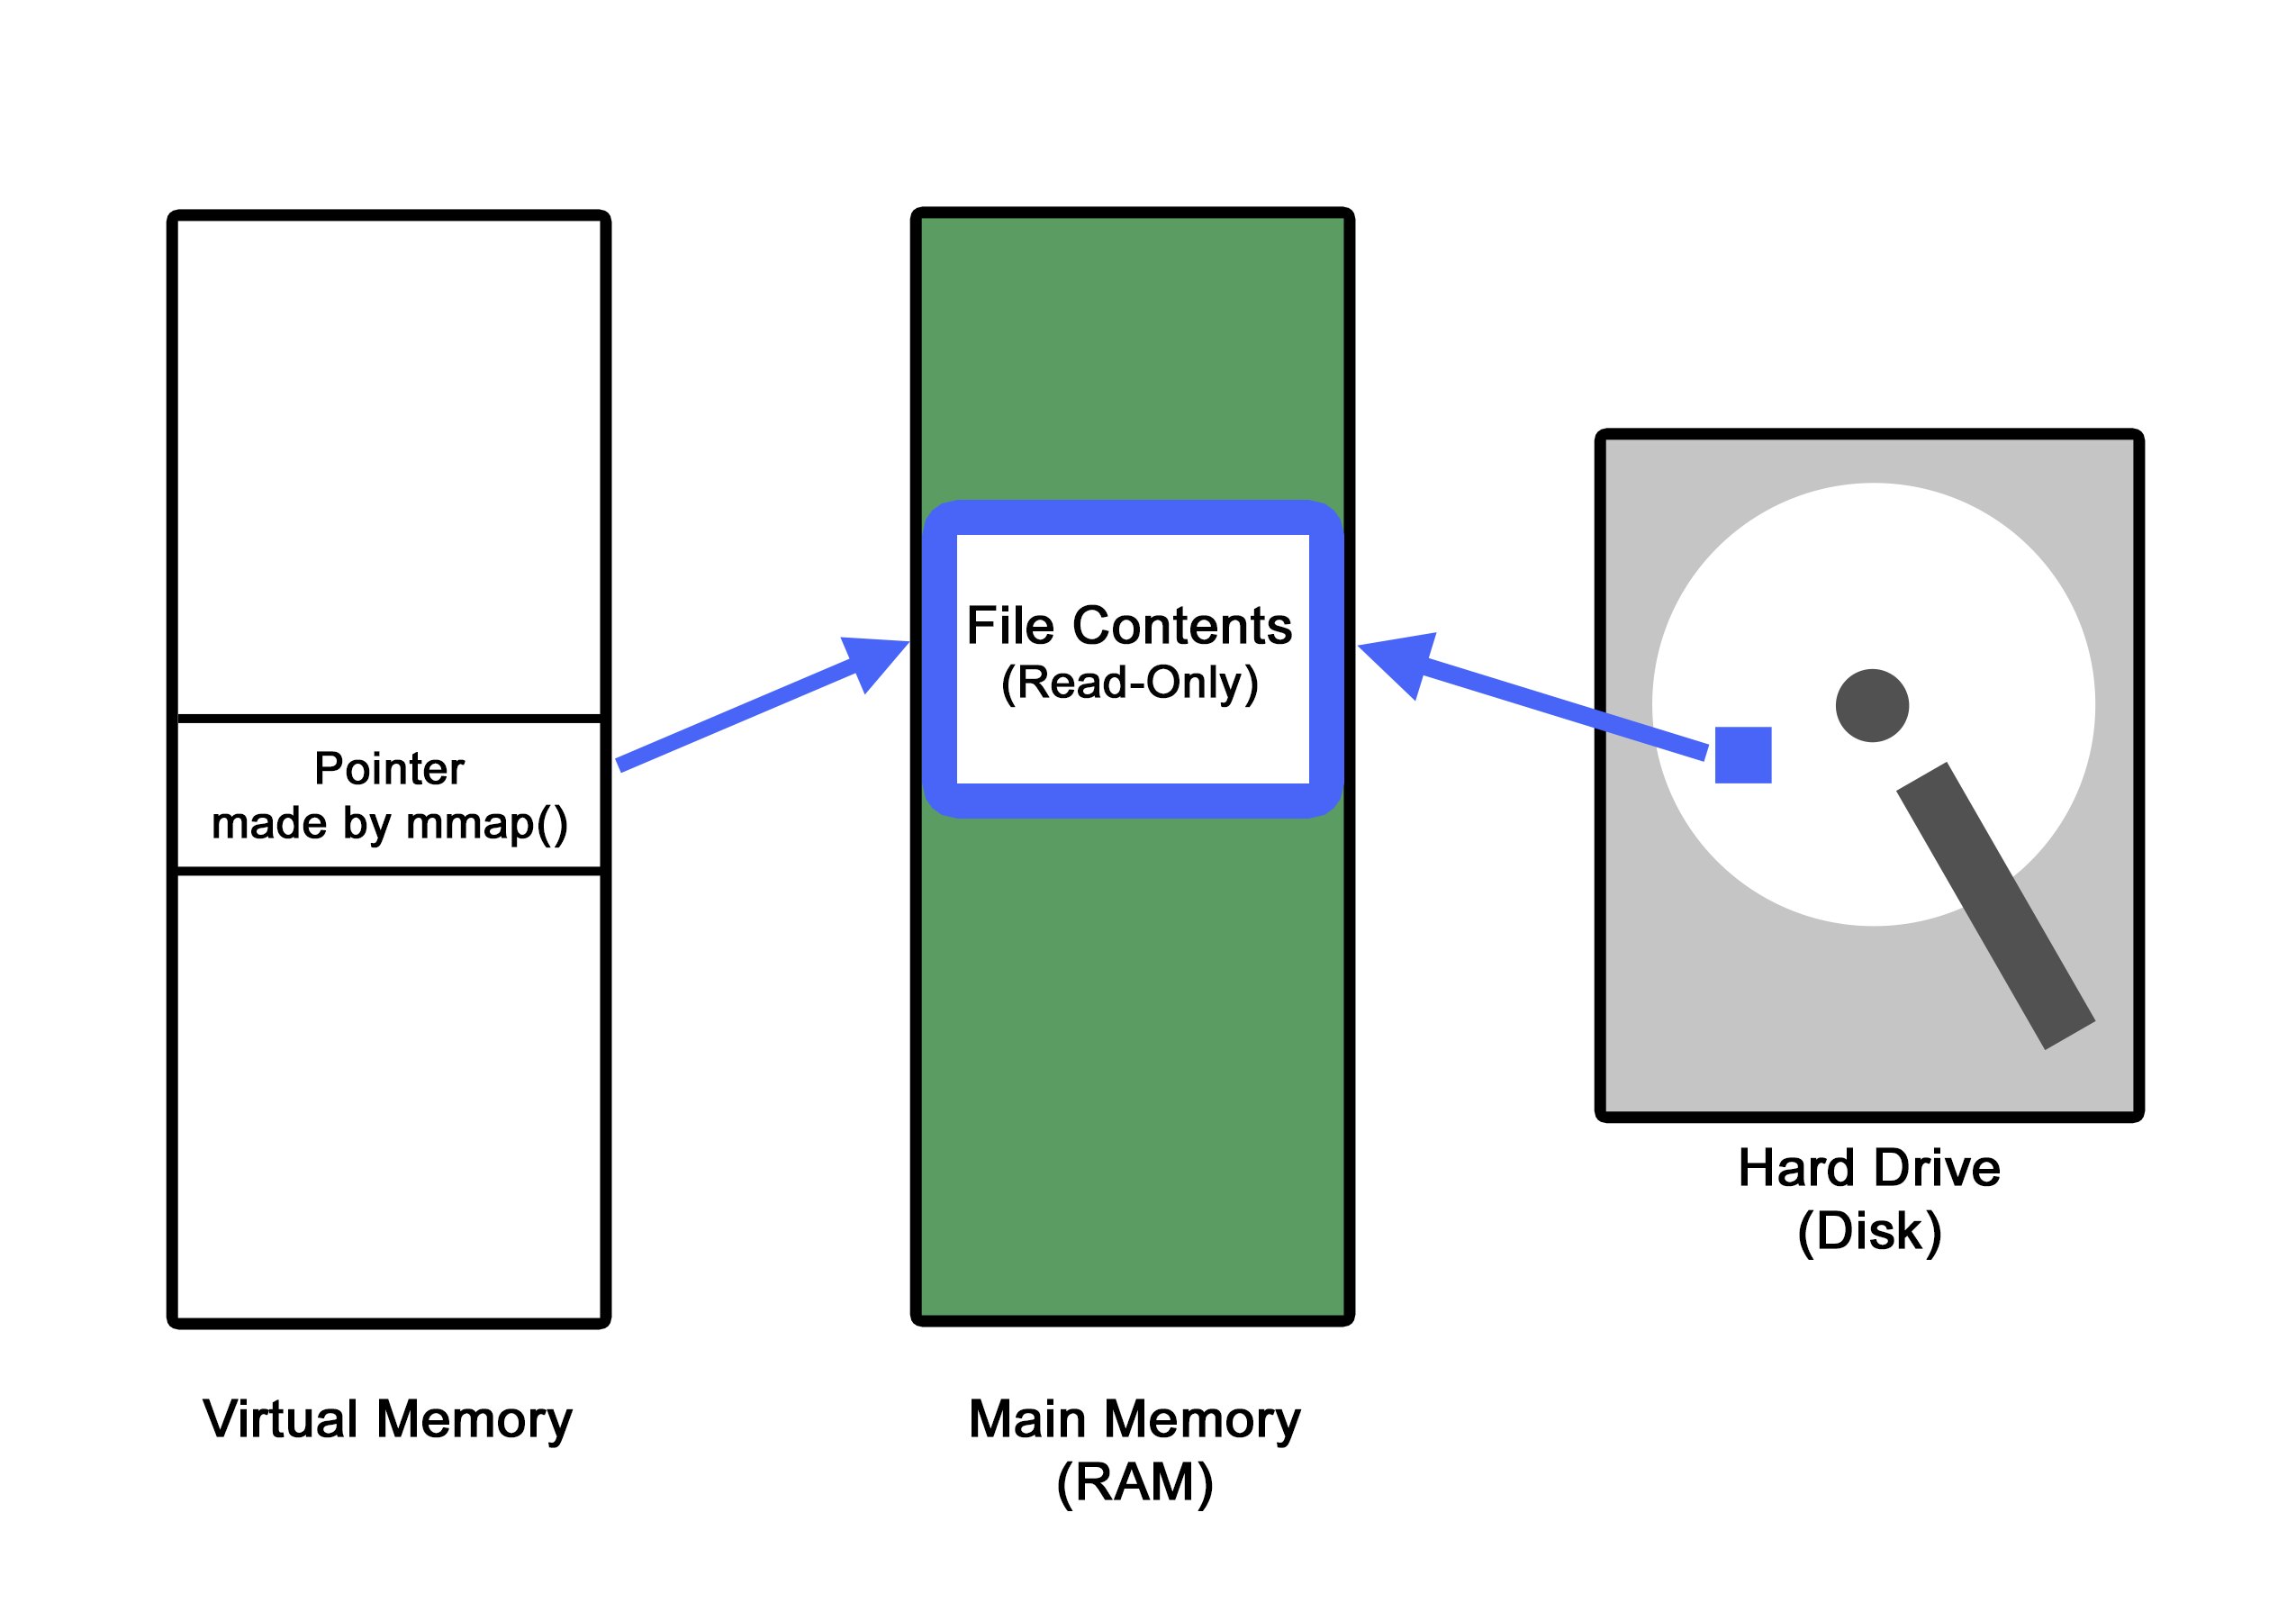 Pointer
made by mmap()
File Contents
(Read-Only)
Virtual Memory
Main Memory
(RAM)
Hard Drive
(Disk)